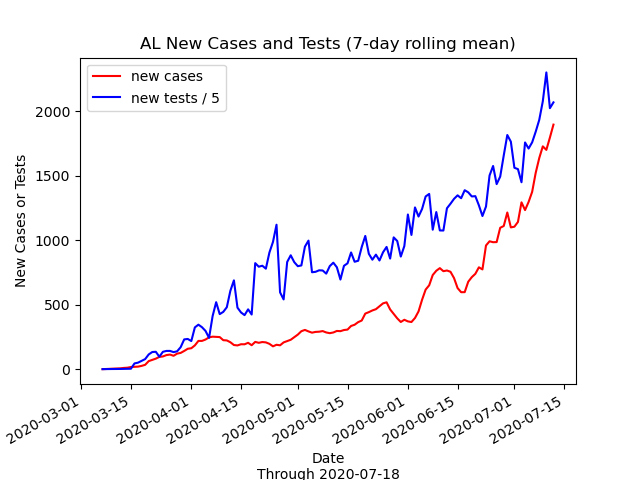 AL New Cases and Tests (7-day rolling mean)
new cases
new tests / 5
New Cases or Tests
2000
1500
1000
500
0
2020-03-01
2020-03-15
2020-04-01
2020-04-15
2020-05-01
2020-05-15
2020-06-01
2020-06-15
2020-07-01
2020-07-15
Date
Through 2020-07-18